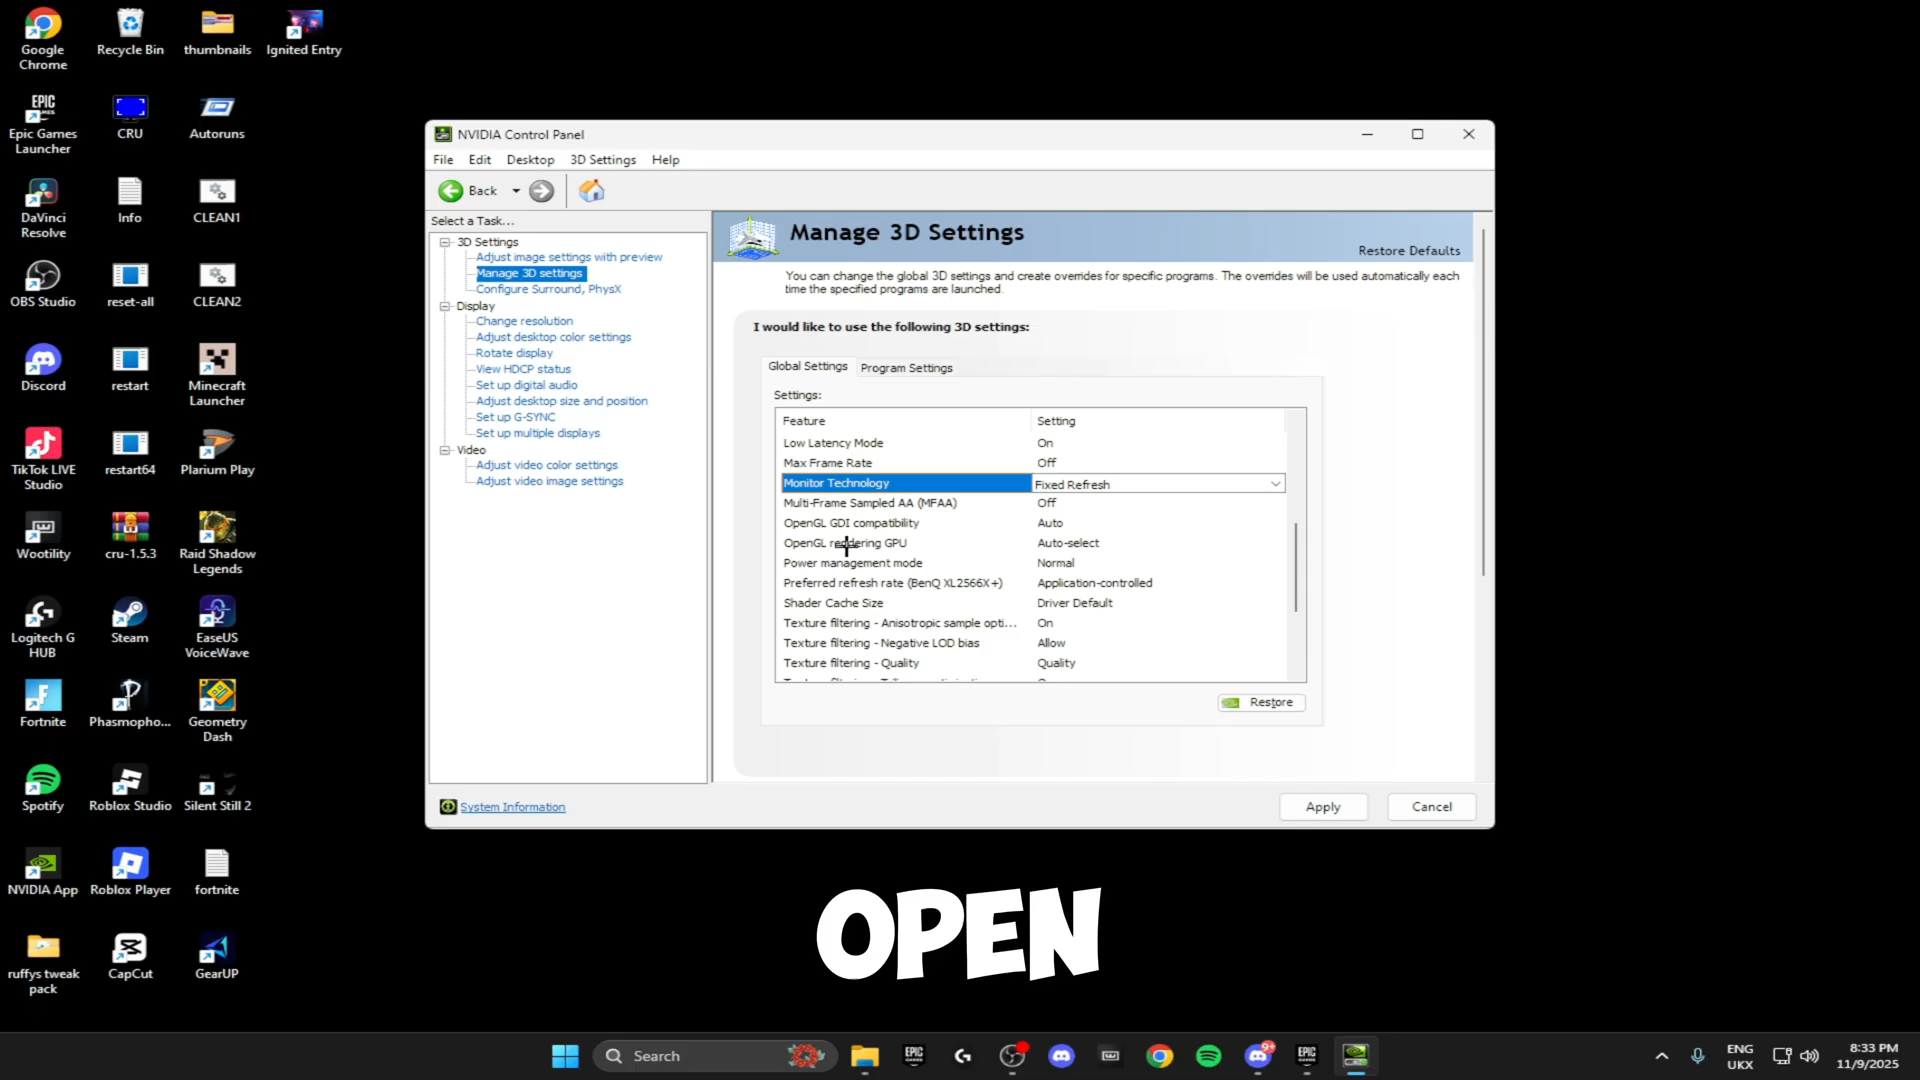 Google
Chrome
Recycle Bin
thumbnails
Ignited Entry
EPIC
GAMES
Epic Games
Launcher
CRU
Autoruns
DaVinci
Resolve
Info
CLEAN1
OBS Studio
reset-all
CLEAN2
Discord
restart
Minecraft
Launcher
TikTok LIVE
Studio
restart64
Plarium Play
Wootility
cru-1.5.3
Raid Shadow
Legends
Logitech G
HUB
Steam
EaseUS
VoiceWave
Fortnite
Phasmopho...
Geometry
Dash
Spotify
Roblox Studio
Silent Still 2
NVIDIA App
Roblox Player
fortnite
ruffys tweak
pack
CapCut
GearUP
NVIDIA Control Panel
File Edit Desktop 3D Settings Help
Back
Select a Task...
3D Settings
Adjust image settings with preview
Manage 3D settings
Configure Surround, PhysX
Display
Change resolution
Adjust desktop color settings
Rotate display
View HDCP status
Set up digital audio
Adjust desktop size and position
Set up G-SYNC
Set up multiple displays
Video
Adjust video color settings
Adjust video image settings
System Information
Manage 3D Settings
Restore Defaults
You can change the global 3D settings and create overrides for specific programs. The overrides will be used automatically each
time the specified programs are launched.
I would like to use the following 3D settings:
Global Settings Program Settings
Settings:
Feature Setting
Low Latency Mode On
Max Frame Rate Off
Monitor Technology Fixed Refresh
Multi-Frame Sampled AA (MFAA) Off
OpenGL GDI compatibility Auto
OpenGL rendering GPU Auto-select
Power management mode Normal
Preferred refresh rate (BenQ XL2566X+) Application-controlled
Shader Cache Size Driver Default
Texture filtering - Anisotropic sample opti... On
Texture filtering - Negative LOD bias Allow
Texture filtering - Quality Quality
Restore
Apply Cancel
OPEN
Search
EPIC
GAMES
9+
EPIC
GAMES
ENG
UKX
8:33 PM
11/9/2025